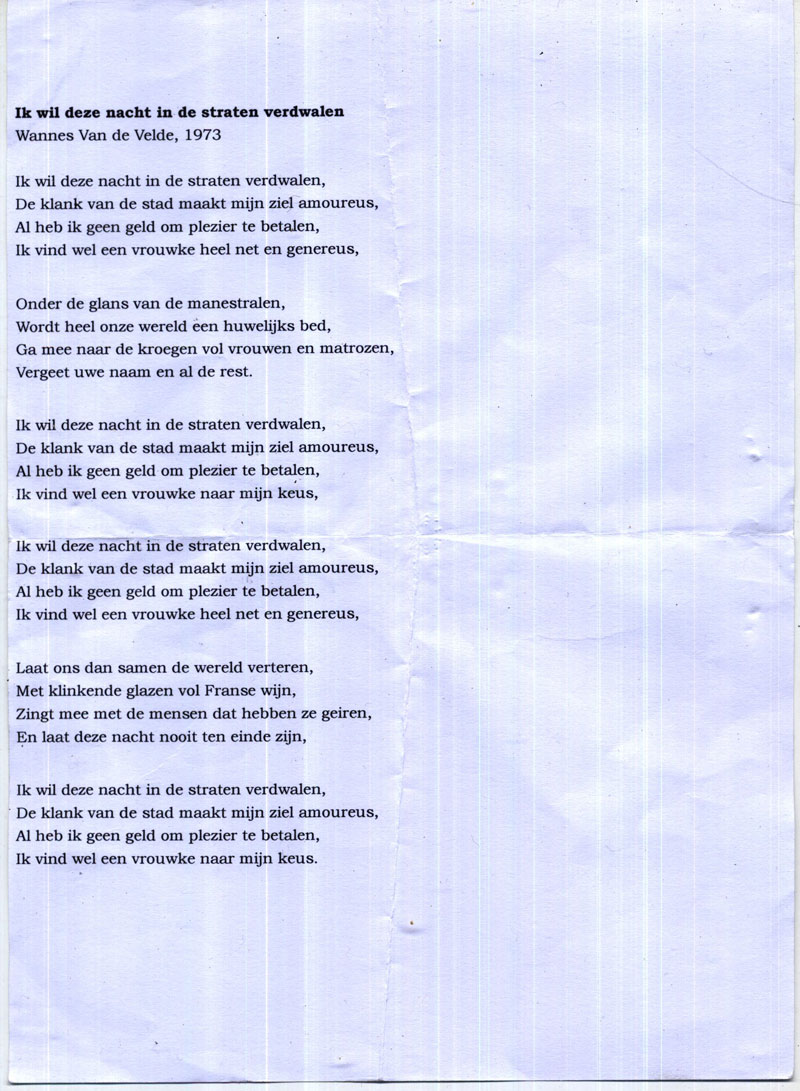 Ik wil deze nacht in de straten verdwalen
Wannes Van de Velde, 1973
Ik wil deze nacht in de straten verdwalen,
De klank van de stad maakt mijn ziel amoureus,
Al heb ik geen geld om plezier te betalen,
Ik vind wel een vrouwke heel net en genereus,
Onder de glans van de manestralen,
Wordt heel onze wereld een huwelijks bed,
Ga mee naar de kroegen vol vrouwen en matrozen,
Vergeet uwe naam en al de rest.
Ik wil deze nacht in de straten verdwalen,
De klank van de stad maakt mijn ziel amoureus,
Al heb ik geen geld om plezier te betalen,
Ik vind wel een vrouwke naar mijn keus,
Ik wil deze nacht in de straten verdwalen,
De klank van de stad maakt mijn ziel amoureus,
Al heb ik geen geld om plezier te betalen,
Ik vind wel een vrouwke heel net en genereus,
Laat ons dan samen de wereld verteren,
Met klinkende glazen vol Franse wijn,
Zingt mee met de mensen dat hebben ze geiren,
En laat deze nacht nooit ten einde zijn,
Ik wil deze nacht in de straten verdwalen,
De klank van de stad maakt mijn ziel amoureus,
Al heb ik geen geld om plezier te betalen,
Ik vind wel een vrouwke naar mijn keus.